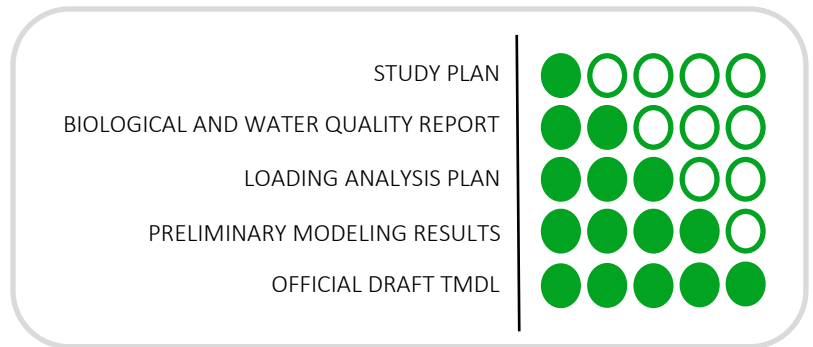 STUDY PLAN
BIOLOGICAL AND WATER QUALITY REPORT
LOADING ANALYSIS PLAN
PRELIMINARY MODELING RESULTS
OFFICIAL DRAFT TMDL